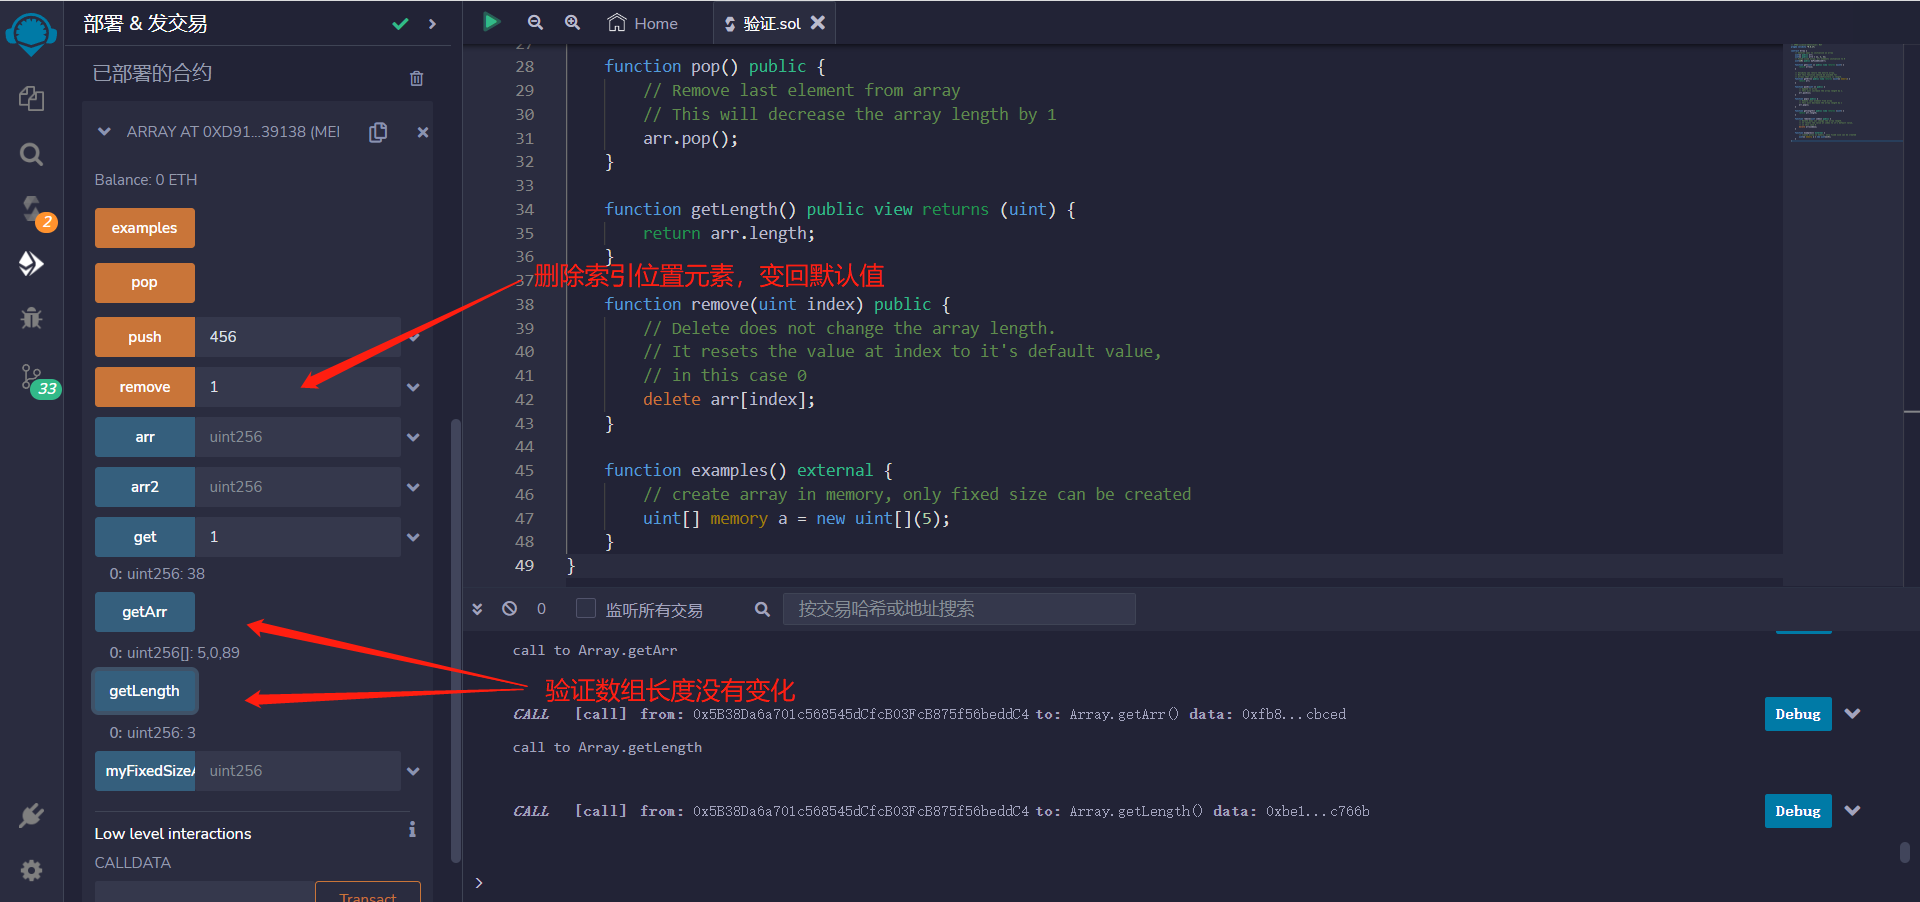 部署 & 发交易
已部署的合约
ARRAY AT 0XD91...39138 (MEI
Balance: 0 ETH
examples
pop
push 456
remove 1
arr uint256
arr2 uint256
get 1
0: uint256: 38
getArr
0: uint256[]: 5,0,89
getLength
0: uint256: 3
myFixedSizeA uint256
Low level interactions
CALLDATA
Transact
2
33
Home
验证.sol
27
28 function pop() public {
29 // Remove last element from array
30 // This will decrease the array length by 1
31 arr.pop();
32 }
33
34 function getLength() public view returns (uint) {
35 return arr.length;
36 }
37
删除索引位置元素，变回默认值
38 function remove(uint index) public {
39 // Delete does not change the array length.
40 // It resets the value at index to it's default value,
41 // in this case 0
42 delete arr[index];
43 }
44
45 function examples() external {
46 // create array in memory, only fixed size can be created
47 uint[] memory a = new uint[](5);
48 }
49 }
0 监听所有交易 按交易哈希或地址搜索
call to Array.getArr
验证数组长度没有变化
CALL [call] from: 0x5B38Da6a701c568545dCfcB03FcB875f56beddC4 to: Array.getArr() data: 0xfb8...cbced Debug
call to Array.getLength
CALL [call] from: 0x5B38Da6a701c568545dCfcB03FcB875f56beddC4 to: Array.getLength() data: 0xbe1...c766b Debug
>